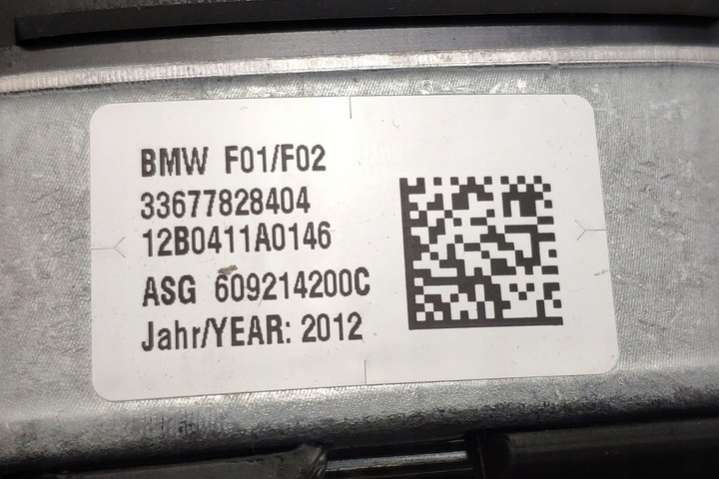 BMW F01/F02
33677828404
12B0411A0146
ASG 609214200C
Jahr/YEAR: 2012